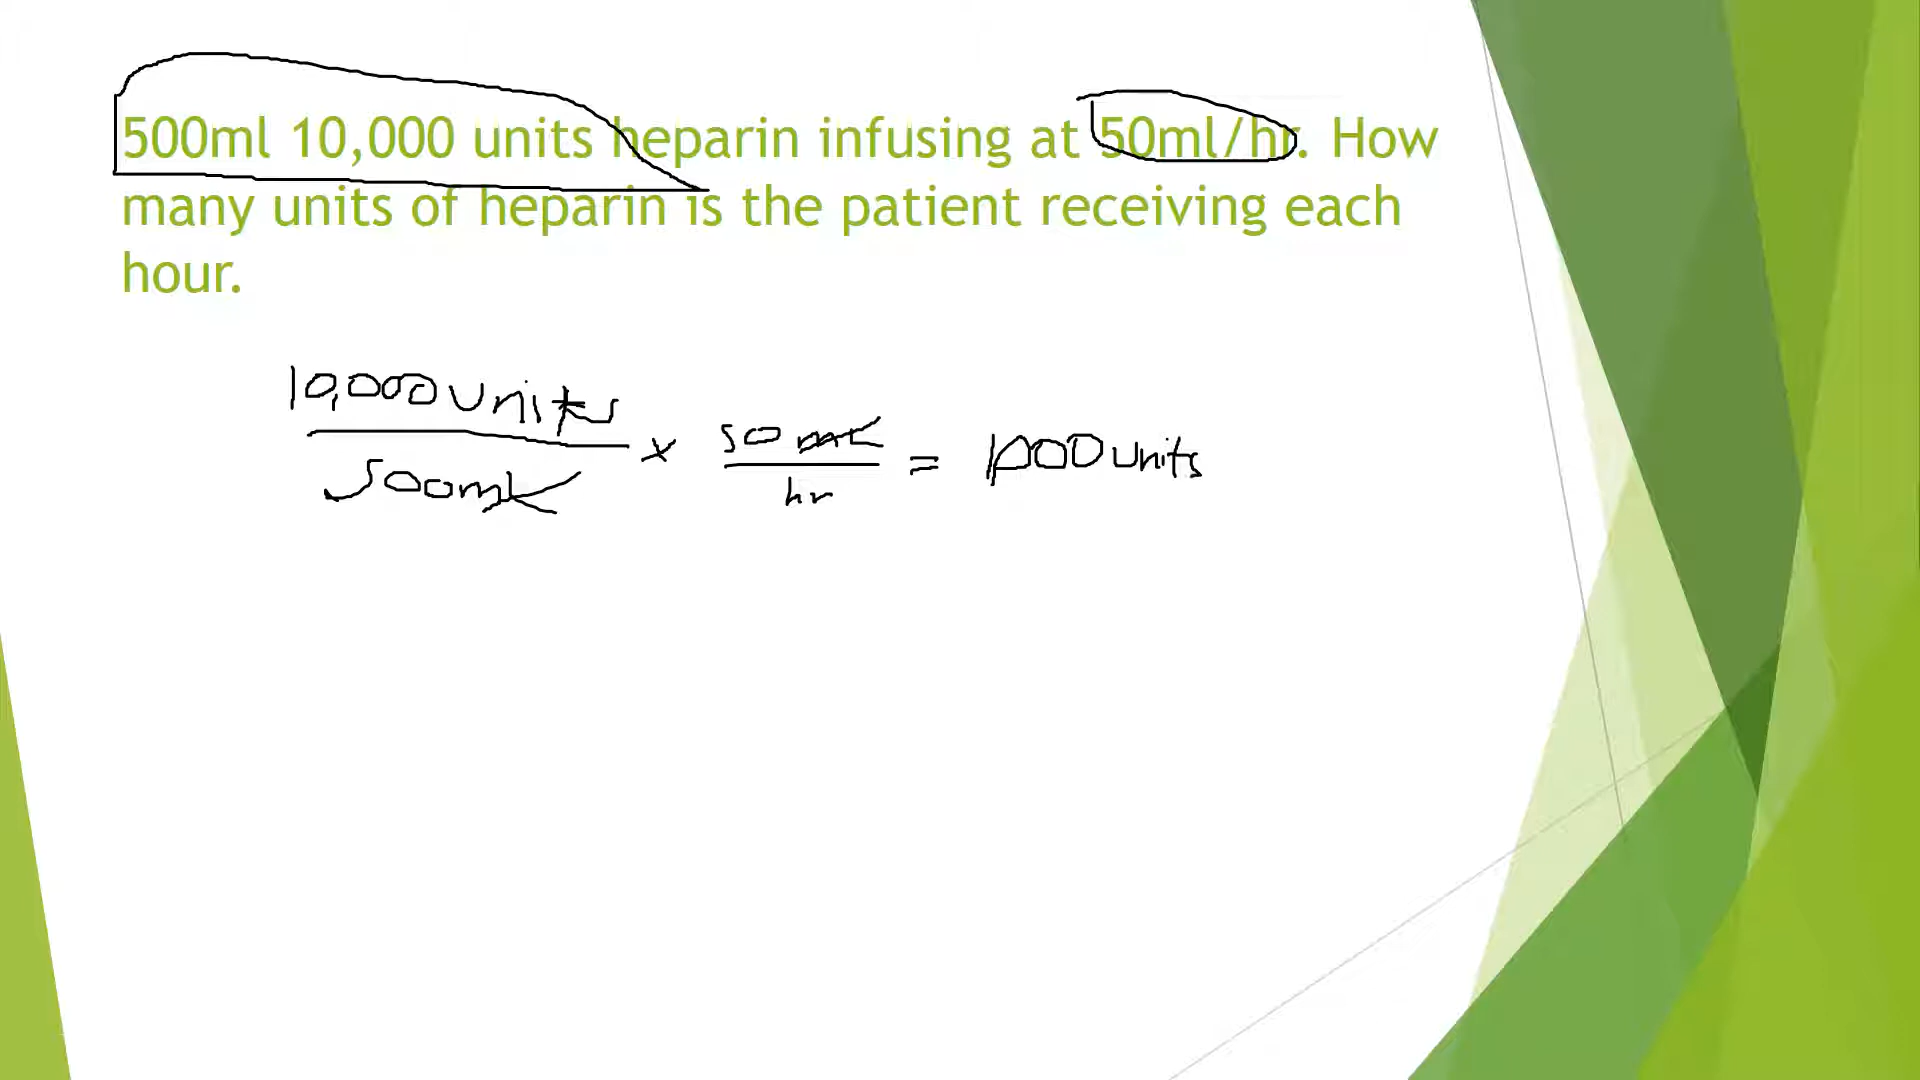 500ml 10,000 units heparin infusing at 50ml/hr. How
many units of heparin is the patient receiving each
hour.
10,000 units
500mL
x
50 mL
hr
= 1000 units